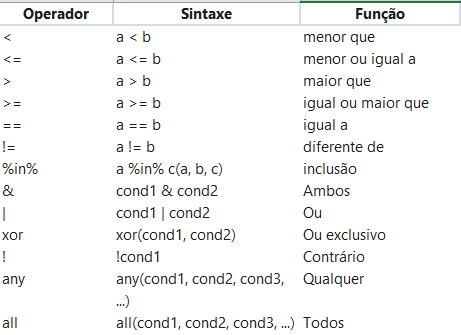 Operador Sintaxe Função
< a < b menor que
<= a <= b menor ou igual a
> a > b maior que
>= a >= b igual ou maior que
== a == b igual a
!= a != b diferente de
%in% a %in% c(a, b, c) inclusão
& cond1 & cond2 Ambos
| cond1 | cond2 Ou
xor xor(cond1, cond2) Ou exclusivo
! !cond1 Contrário
any any(cond1, cond2, cond3, Qualquer
...)
all all(cond1, cond2, cond3, ...) Todos